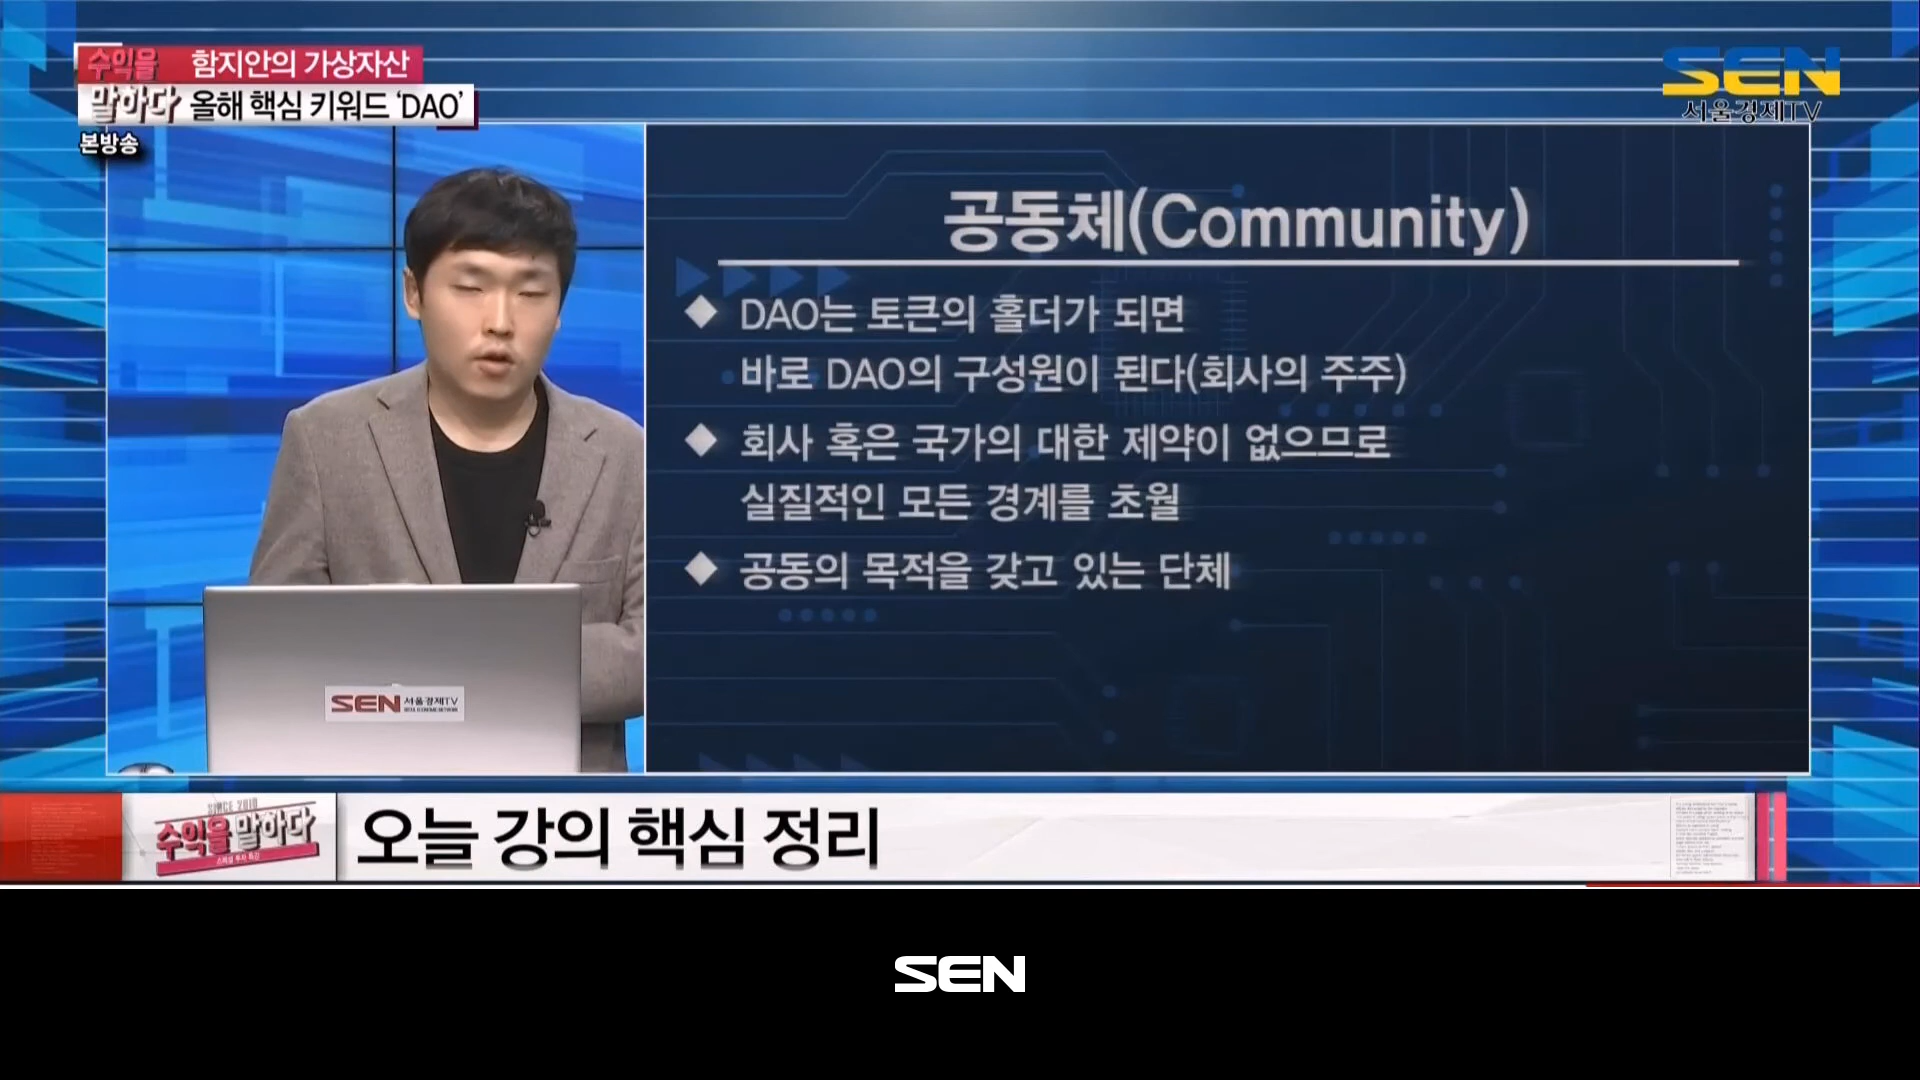 수익을 말하다
함지안의 가상자산
올해 핵심 키워드 ‘DAO’
본방송
SEN
서울경제TV
공동체(Community)
◆ DAO는 토큰의 홀더가 되면
바로 DAO의 구성원이 된다(회사의 주주)
◆ 회사 혹은 국가의 대한 제약이 없으므로
실질적인 모든 경계를 초월
◆ 공동의 목적을 갖고 있는 단체
SEN 서울경제TV
SINCE 2010
수익을 말하다
오늘 강의 핵심 정리
SEN